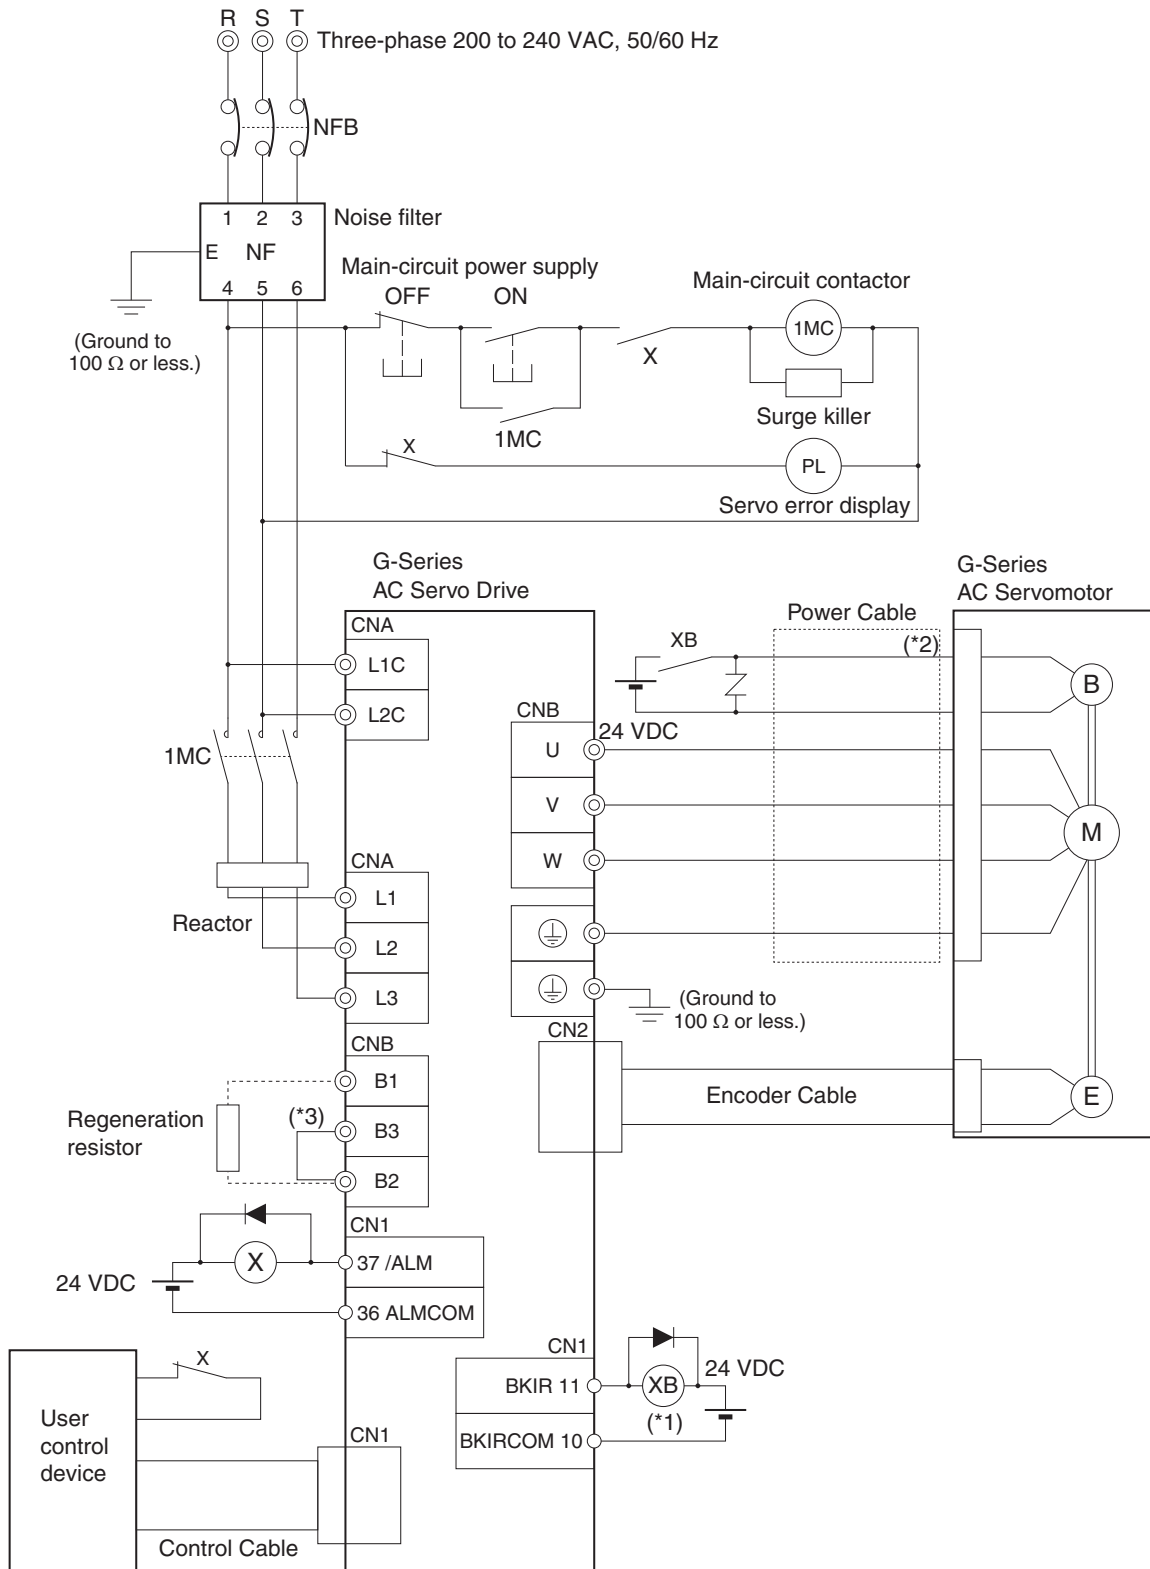 R S T
Three-phase 200 to 240 VAC, 50/60 Hz
NFB
1 2 3
Noise filter
E NF
4 5 6
(Ground to
100 Ω or less.)
Main-circuit power supply
OFF ON
Main-circuit contactor
1MC
X
Surge killer
1MC
X
PL
Servo error display
G-Series
AC Servo Drive
G-Series
AC Servomotor
CNA
L1C
L2C
Power Cable
XB
(*2)
B
24 VDC
CNB
U
V
W
M
1MC
Reactor
CNA
L1
L2
L3
(Ground to
100 Ω or less.)
CN2
Encoder Cable
E
CNB
B1
B3
B2
Regeneration
resistor
(*3)
CN1
X
37 /ALM
24 VDC
36 ALMCOM
CN1
24 VDC
BKIR 11
XB
(*1)
BKIRCOM 10
X
User
control
device
CN1
Control Cable